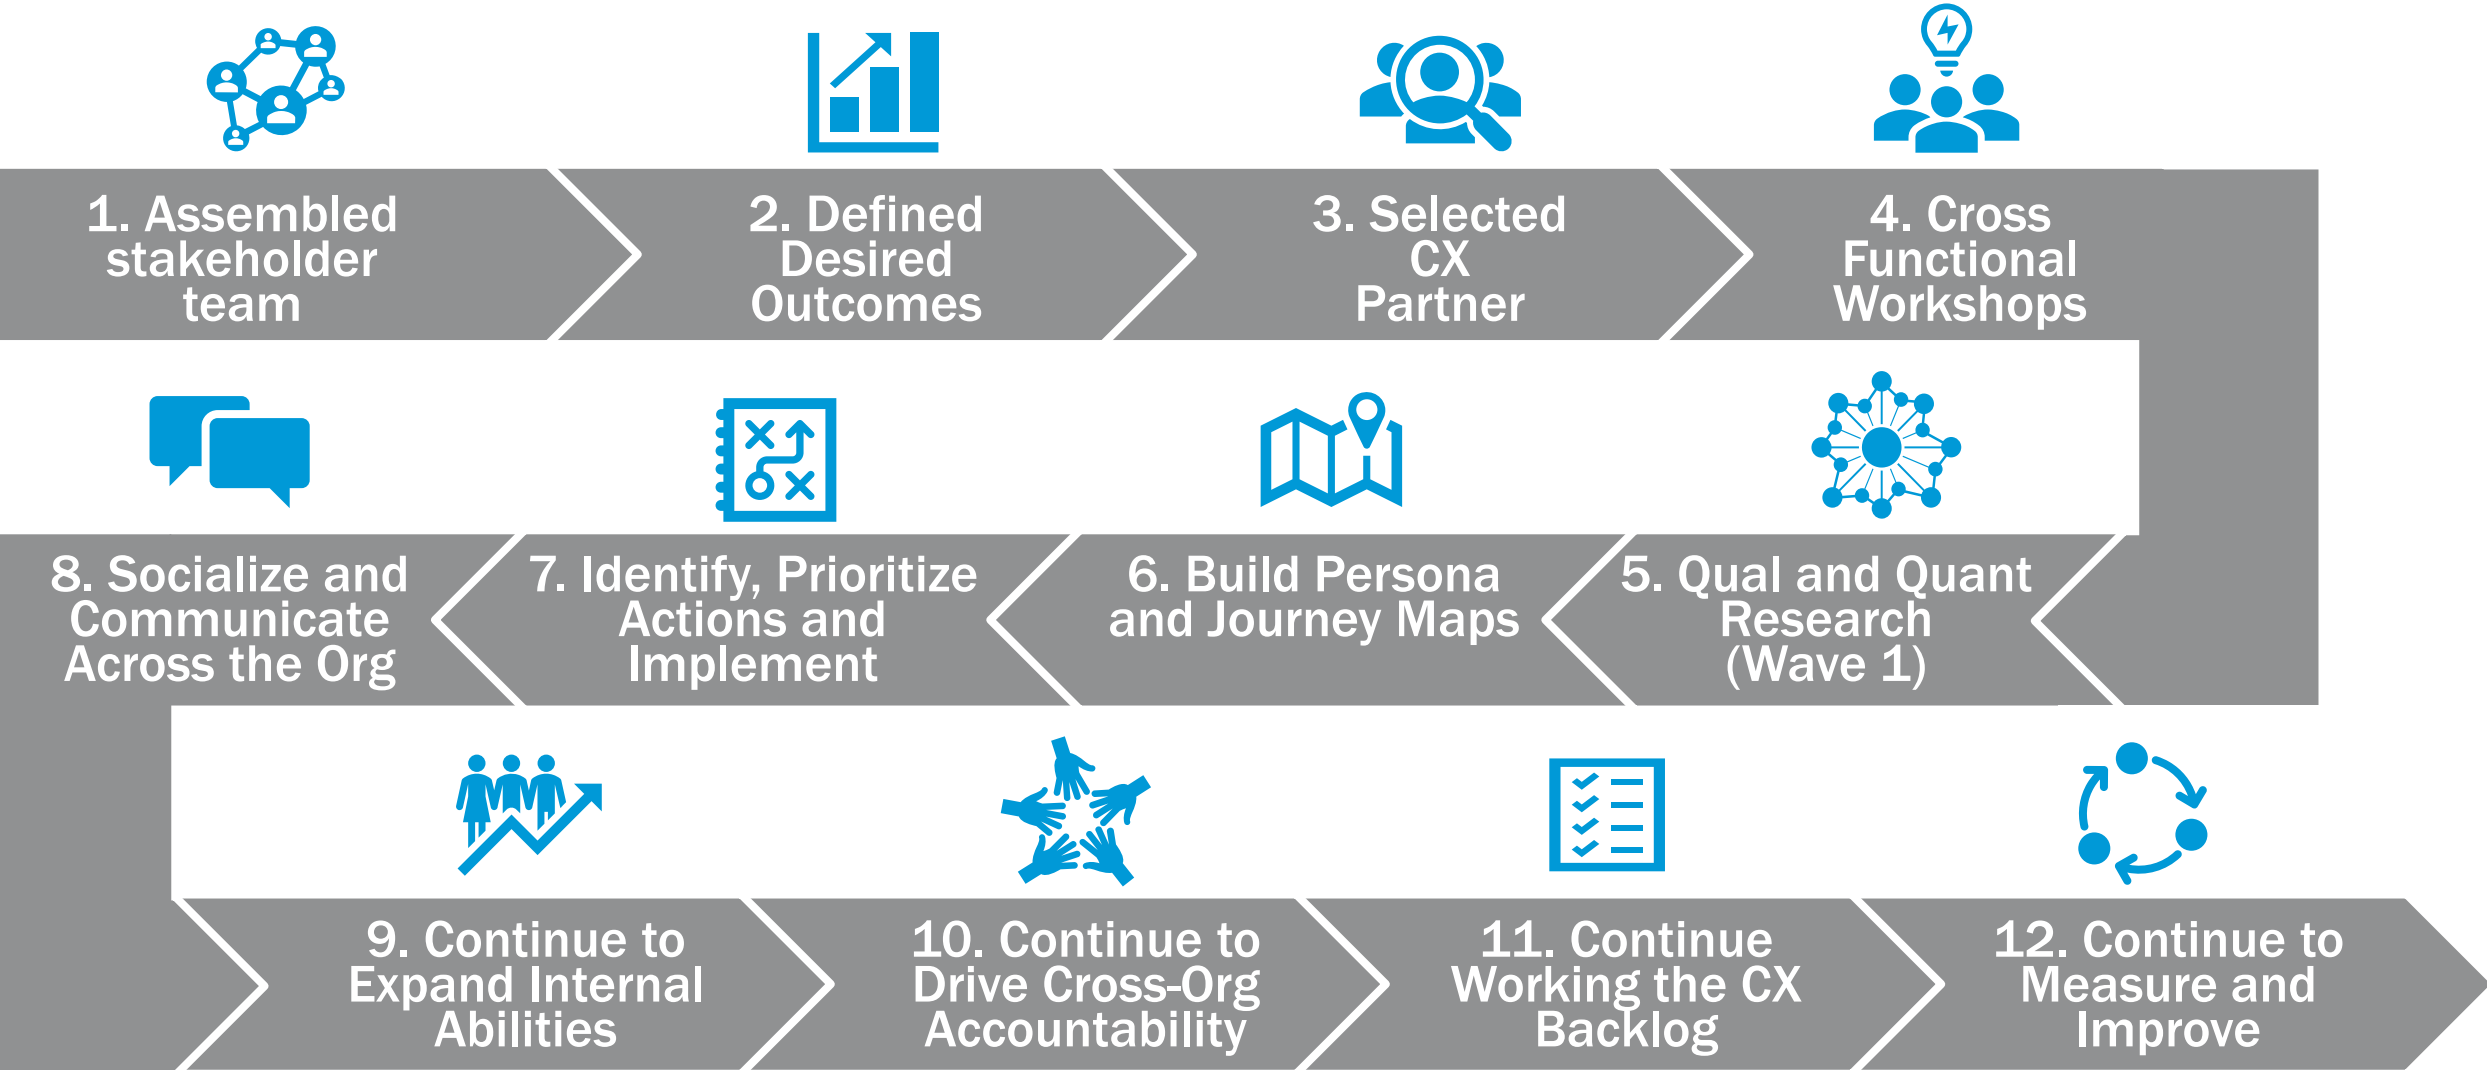 1. Assembled
stakeholder
team
2. Defined
Desired
Outcomes
3. Selected
CX
Partner
4. Cross
Functional
Workshops
5. Qual and Quant
Research
(Wave 1)
6. Build Persona
and Journey Maps
7. Identify, Prioritize
Actions and
Implement
8. Socialize and
Communicate
Across the Org
9. Continue to
Expand Internal
Abilities
10. Continue to
Drive Cross-Org
Accountability
11. Continue
Working the CX
Backlog
12. Continue to
Measure and
Improve